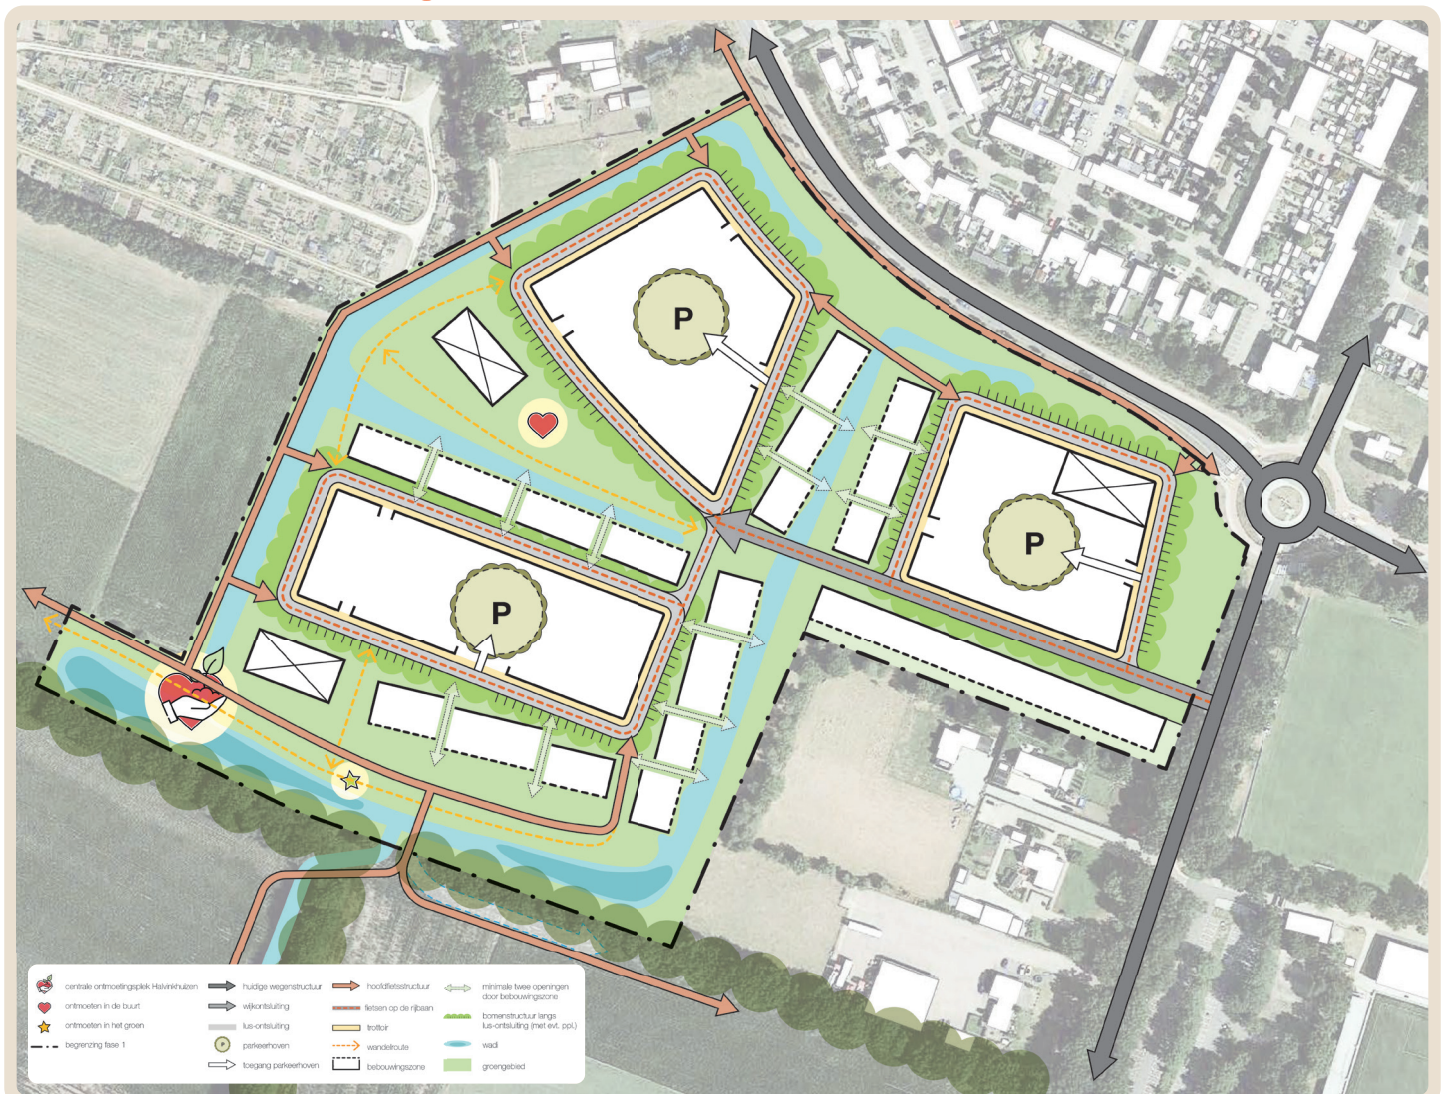 P
P
P
centrale ontmoetingsplek Halvinkhuizen
ontmoeten in de buurt
ontmoeten in het groen
begrenzing fase 1
huidige wegenstructuur
wijkontsluiting
lus-ontsluiting
P
parkeerhoven
toegang parkeerhoven
hoofdfietsstructuur
fietsen op de rijbaan
trottoir
wandelroute
bebouwingszone
minimale twee openingen
door bebouwingszone
bomenstructuur langs
lus-ontsluiting (met evt. ppl.)
wadi
groengebied